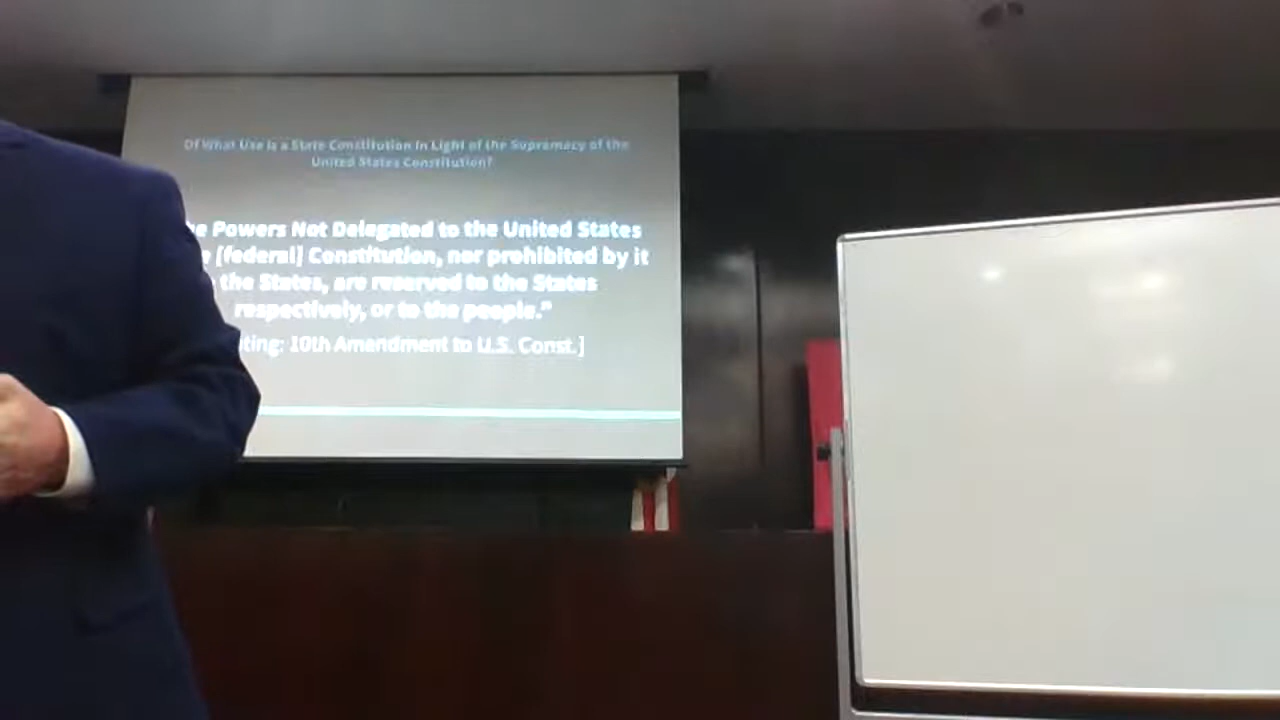 Of What Use is a State Constitution in Light of the Supremacy of the
United States Constitution?
e Powers Not Delegated to the United States
e [federal] Constitution, nor prohibited by it
the States, are reserved to the States
respectively, or to the people."
ting: 10th Amendment to U.S. Const.]